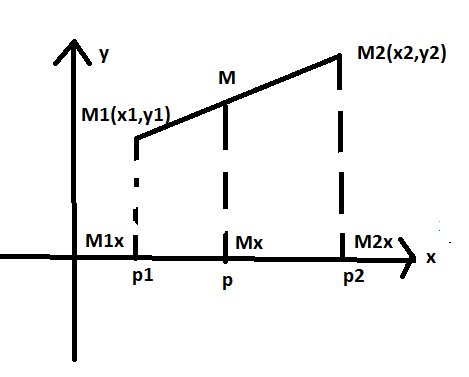 y
M2(x2,y2)
M
M1(x1,y1)
M1x
Mx
M2x
x
p1
p
p2